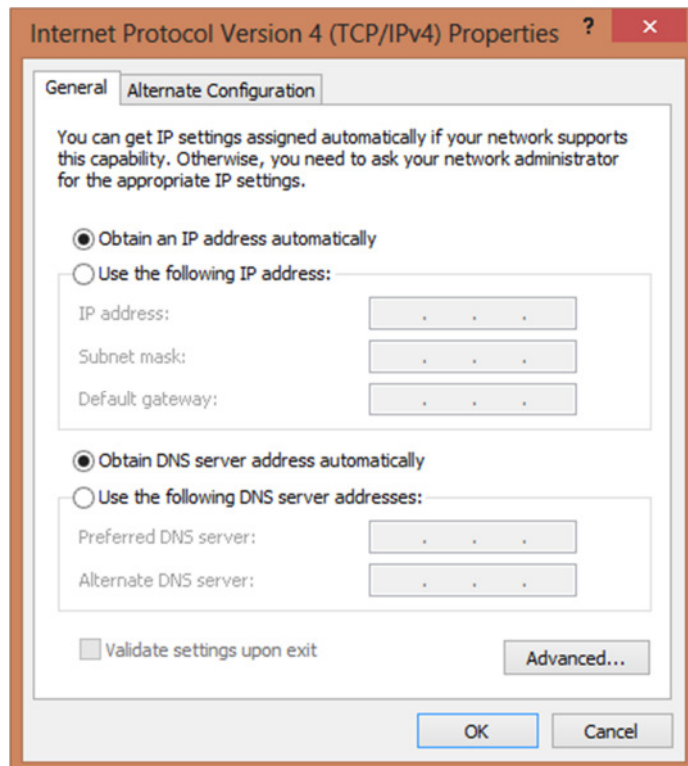 Internet Protocol Version 4 (TCP/IPv4) Properties ?
General Alternate Configuration
You can get IP settings assigned automatically if your network supports
this capability. Otherwise, you need to ask your network administrator
for the appropriate IP settings.
Obtain an IP address automatically
Use the following IP address:
IP address: . . .
Subnet mask: . . .
Default gateway: . . .
Obtain DNS server address automatically
Use the following DNS server addresses:
Preferred DNS server: . . .
Alternate DNS server: . . .
Validate settings upon exit
Advanced...
OK Cancel